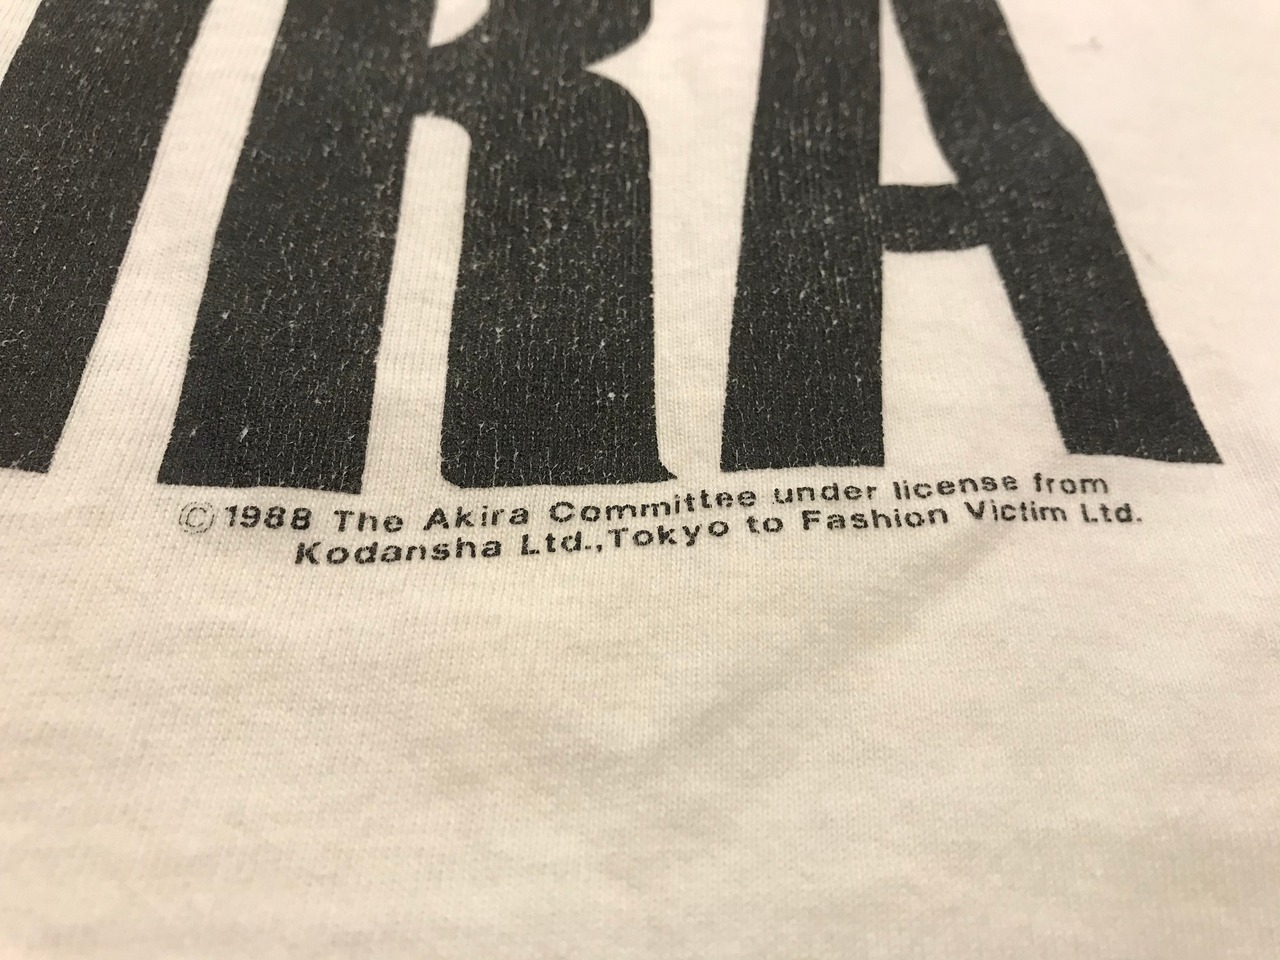 IRA
©1988 The Akira Committee under license from
Kodansha Ltd.,Tokyo to Fashion Victim Ltd.